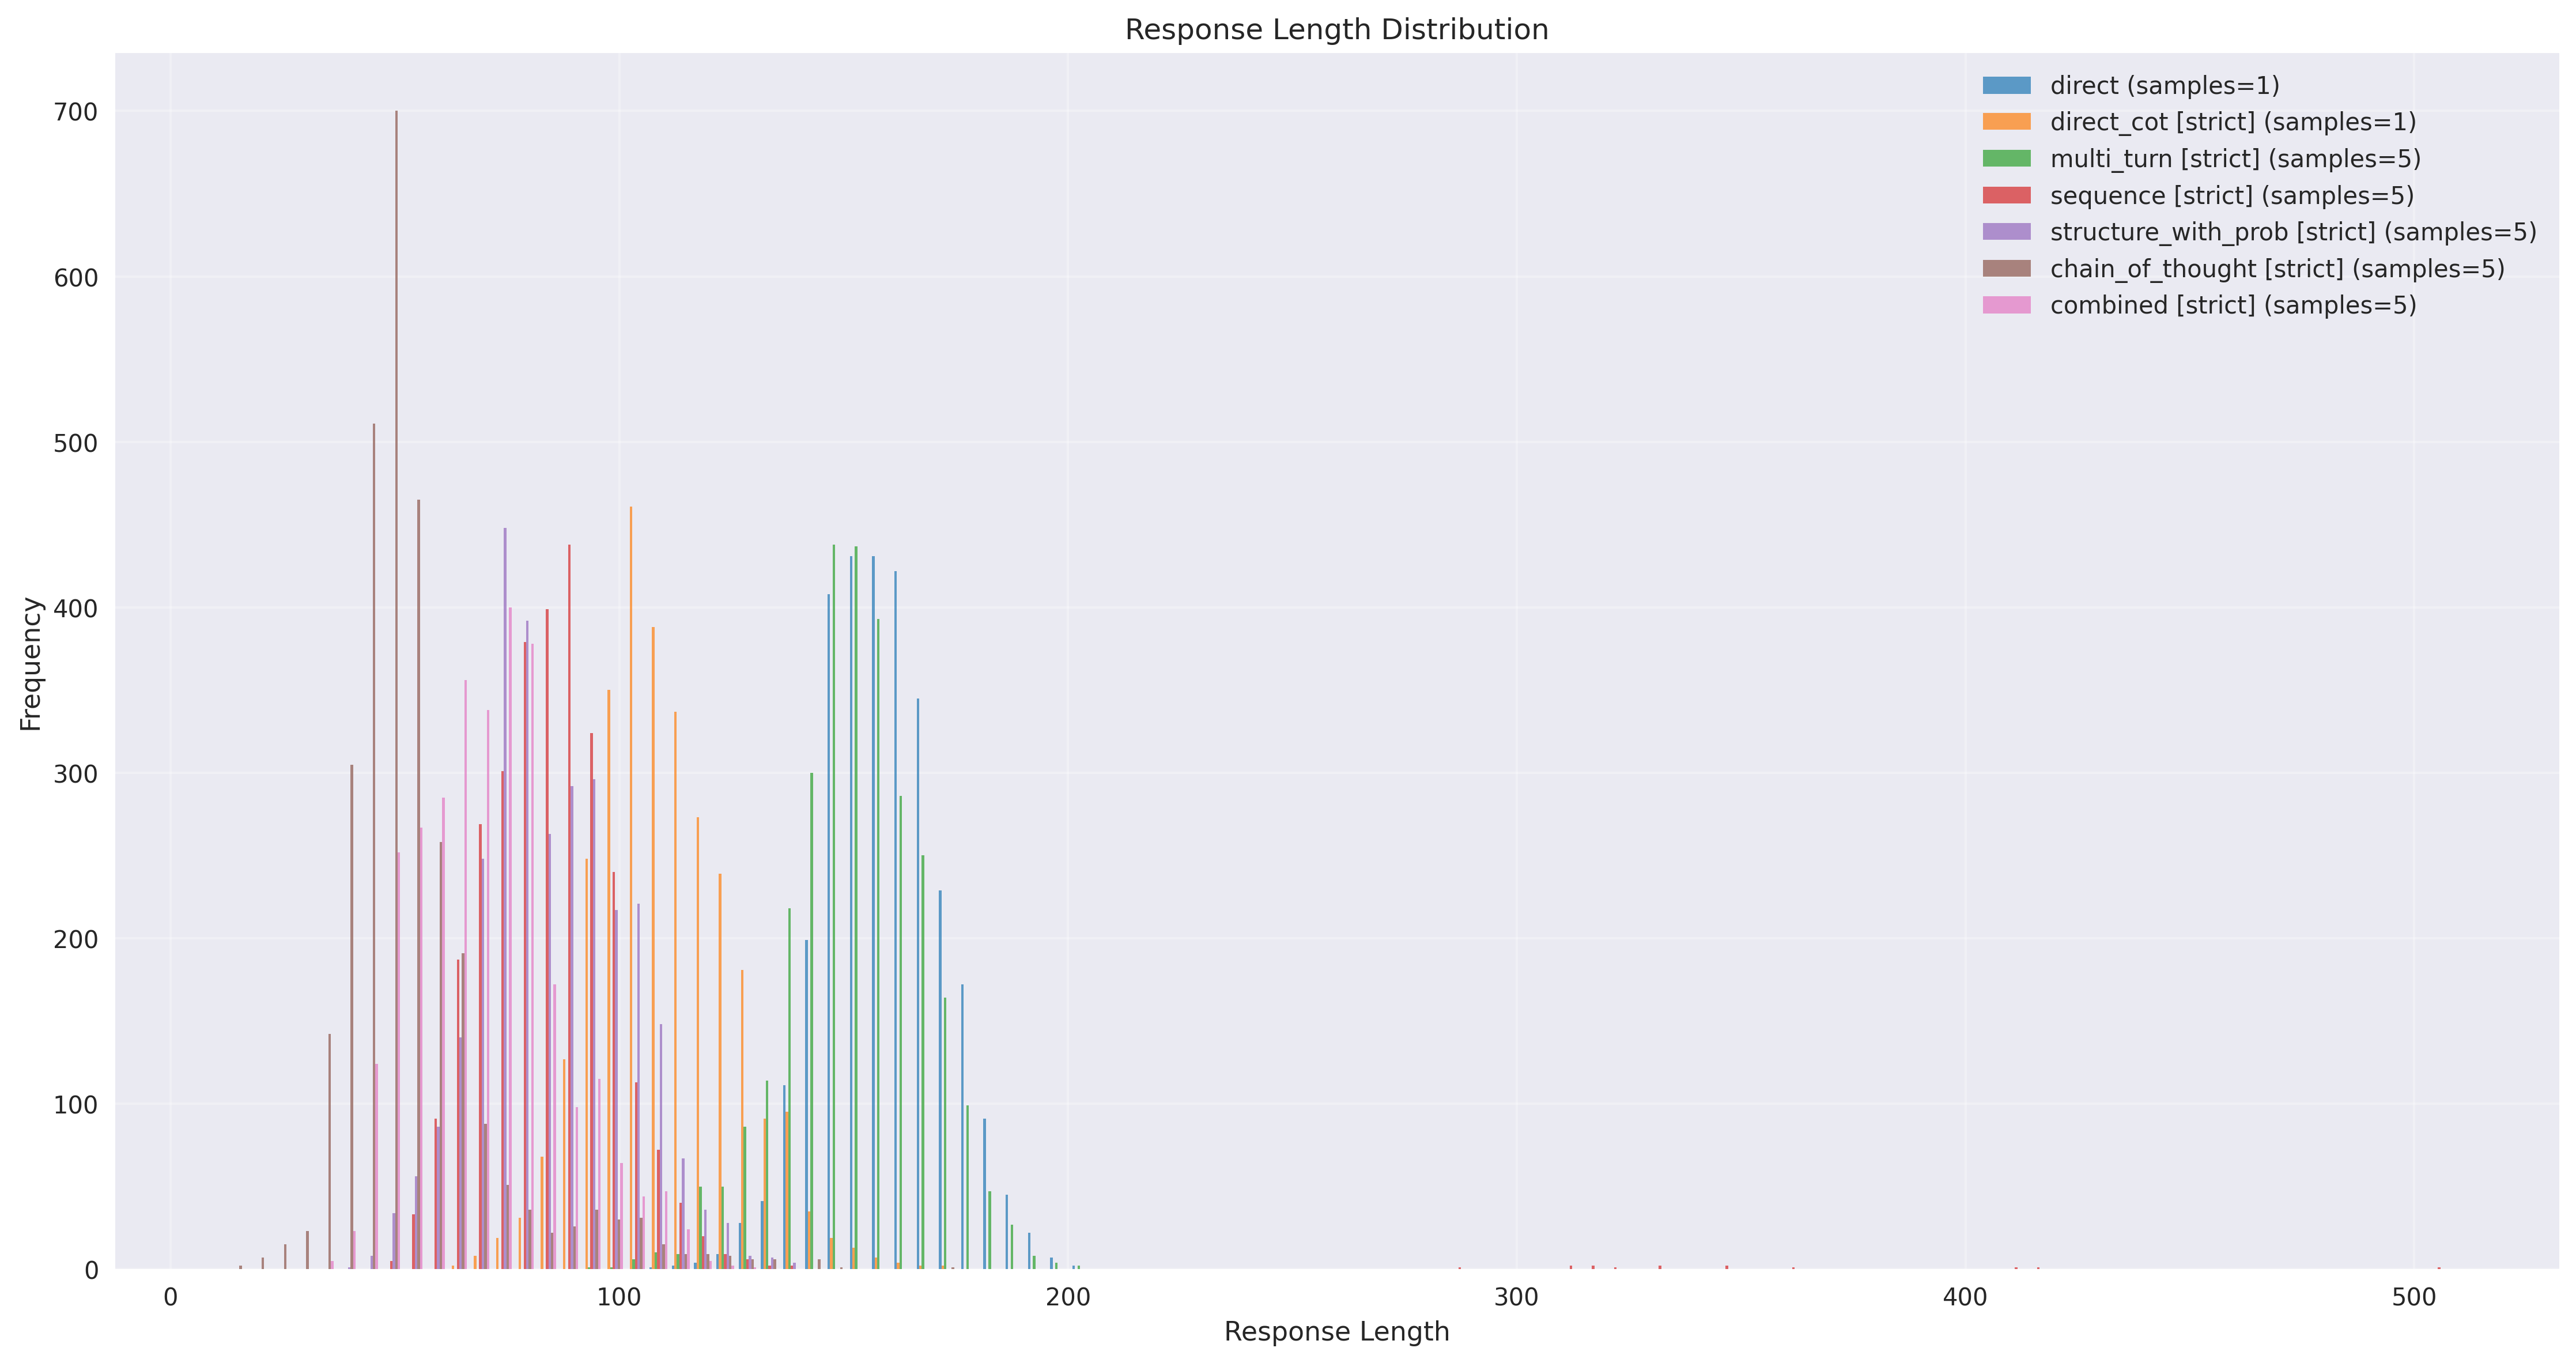 Response Length Distribution
direct (samples=1)
direct_cot [strict] (samples=1)
multi_turn [strict] (samples=5)
sequence [strict] (samples=5)
structure_with_prob [strict] (samples=5)
chain_of_thought [strict] (samples=5)
combined [strict] (samples=5)
Frequency
700
600
500
400
300
200
100
0
0 100 200 300 400 500
Response Length